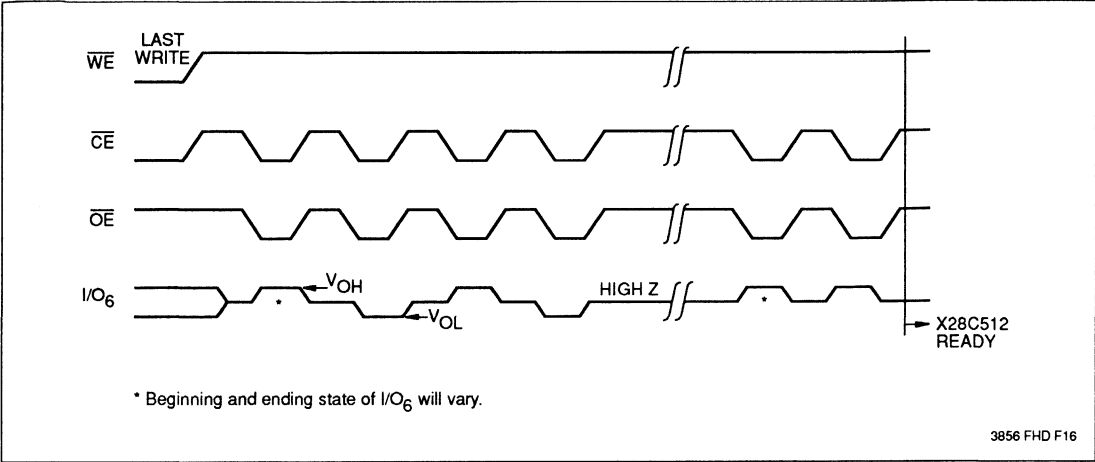 LAST
WRITE
WE
CE
OE
I/O6
VOH
*
VOL
HIGH Z
*
X28C512
READY
* Beginning and ending state of I/O6 will vary.
3856 FHD F16